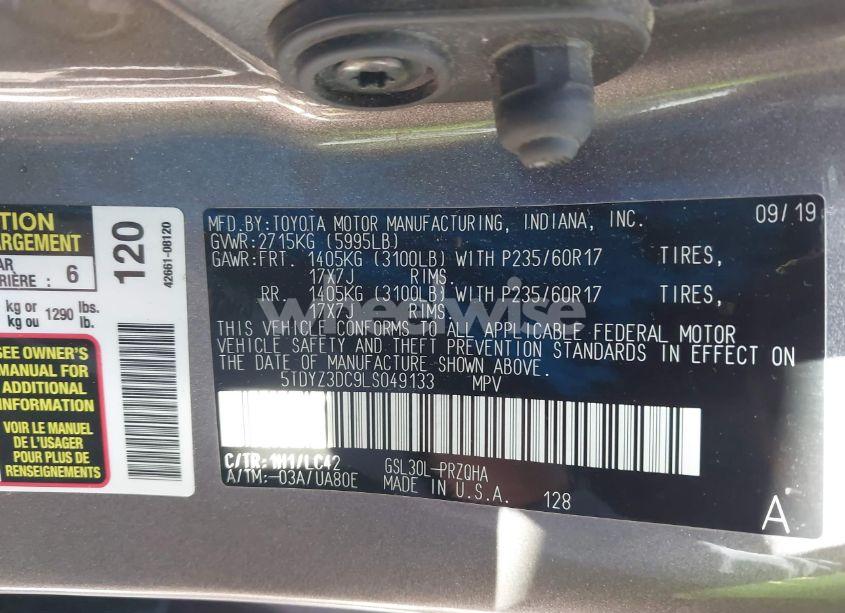 TION
ARGEMENT
AR
RIÈRE : 6
kg or 1290 lbs.
kg ou lb.
SEE OWNER'S
MANUAL FOR
ADDITIONAL
INFORMATION
VOIR LE MANUEL
DE L'USAGER
POUR PLUS DE
RENSEIGNEMENTS
120
42661-08120
MFD.BY:TOYOTA MOTOR MANUFACTURING, INDIANA, INC. 09/19
GVWR:2715KG (5995LB)
GAWR:FRT. 1405KG (3100LB) WITH P235/60R17 TIRES,
17X7J RIMS.
RR. 1405KG (3100LB) WITH P235/60R17 TIRES,
17X7J RIMS.
wheelwise
THIS VEHICLE CONFORMS TO ALL APPLICABLE FEDERAL MOTOR
VEHICLE SAFETY AND THEFT PREVENTION STANDARDS IN EFFECT ON
THE DATE OF MANUFACTURE SHOWN ABOVE.
5TDYZ3DC9LS049133 MPV
C/TR:1H1/LC42 GSL30L-PRZQHA
A/TM:-03A/UA80E MADE IN U.S.A. 128
A